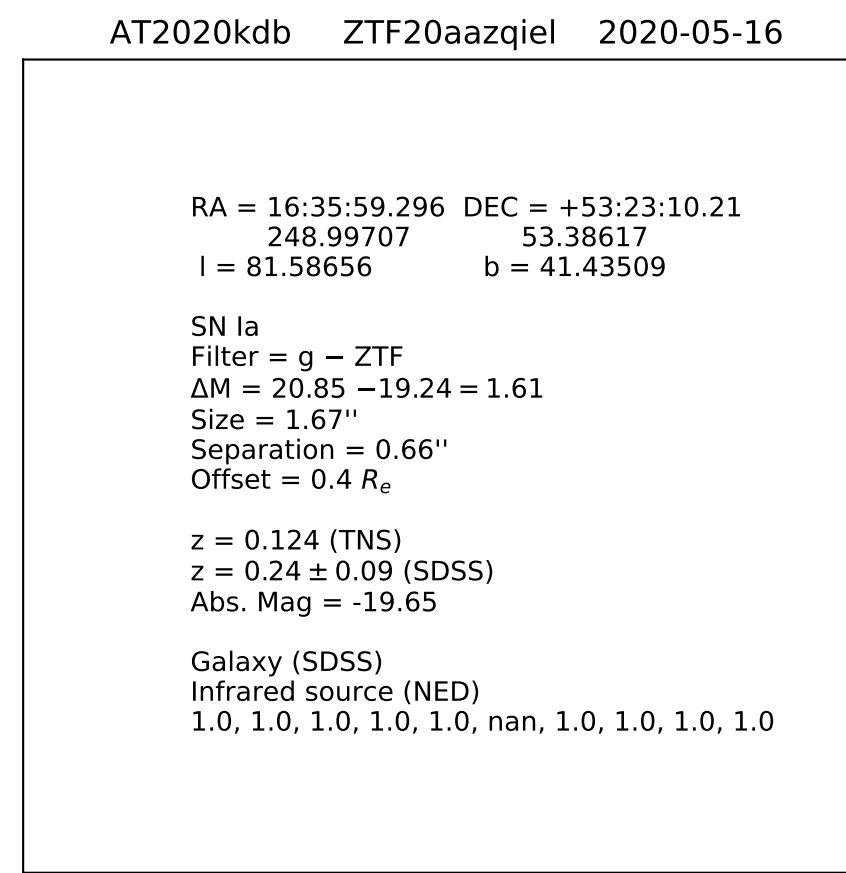 AT2020kdb ZTF20aazqiel 2020-05-16
RA = 16:35:59.296 DEC = +53:23:10.21
248.99707 53.38617
l = 81.58656 b = 41.43509
SN Ia
Filter = g − ZTF
ΔM = 20.85 −19.24 = 1.61
Size = 1.67''
Separation = 0.66''
Offset = 0.4 Rₑ
z = 0.124 (TNS)
z = 0.24 ± 0.09 (SDSS)
Abs. Mag = -19.65
Galaxy (SDSS)
Infrared source (NED)
1.0, 1.0, 1.0, 1.0, 1.0, nan, 1.0, 1.0, 1.0, 1.0